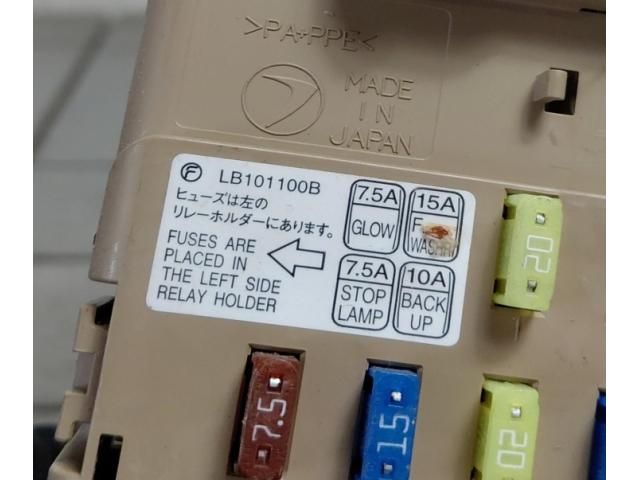 >PA+PPE<
MADE
IN
JAPAN
F LB101100B
ヒューズは左の
リレーホルダーにあります。
FUSES ARE
PLACED IN
THE LEFT SIDE
RELAY HOLDER
7.5A
GLOW
15A
7.5A
STOP
LAMP
10A
BACK
UP
20
7.5
15
20